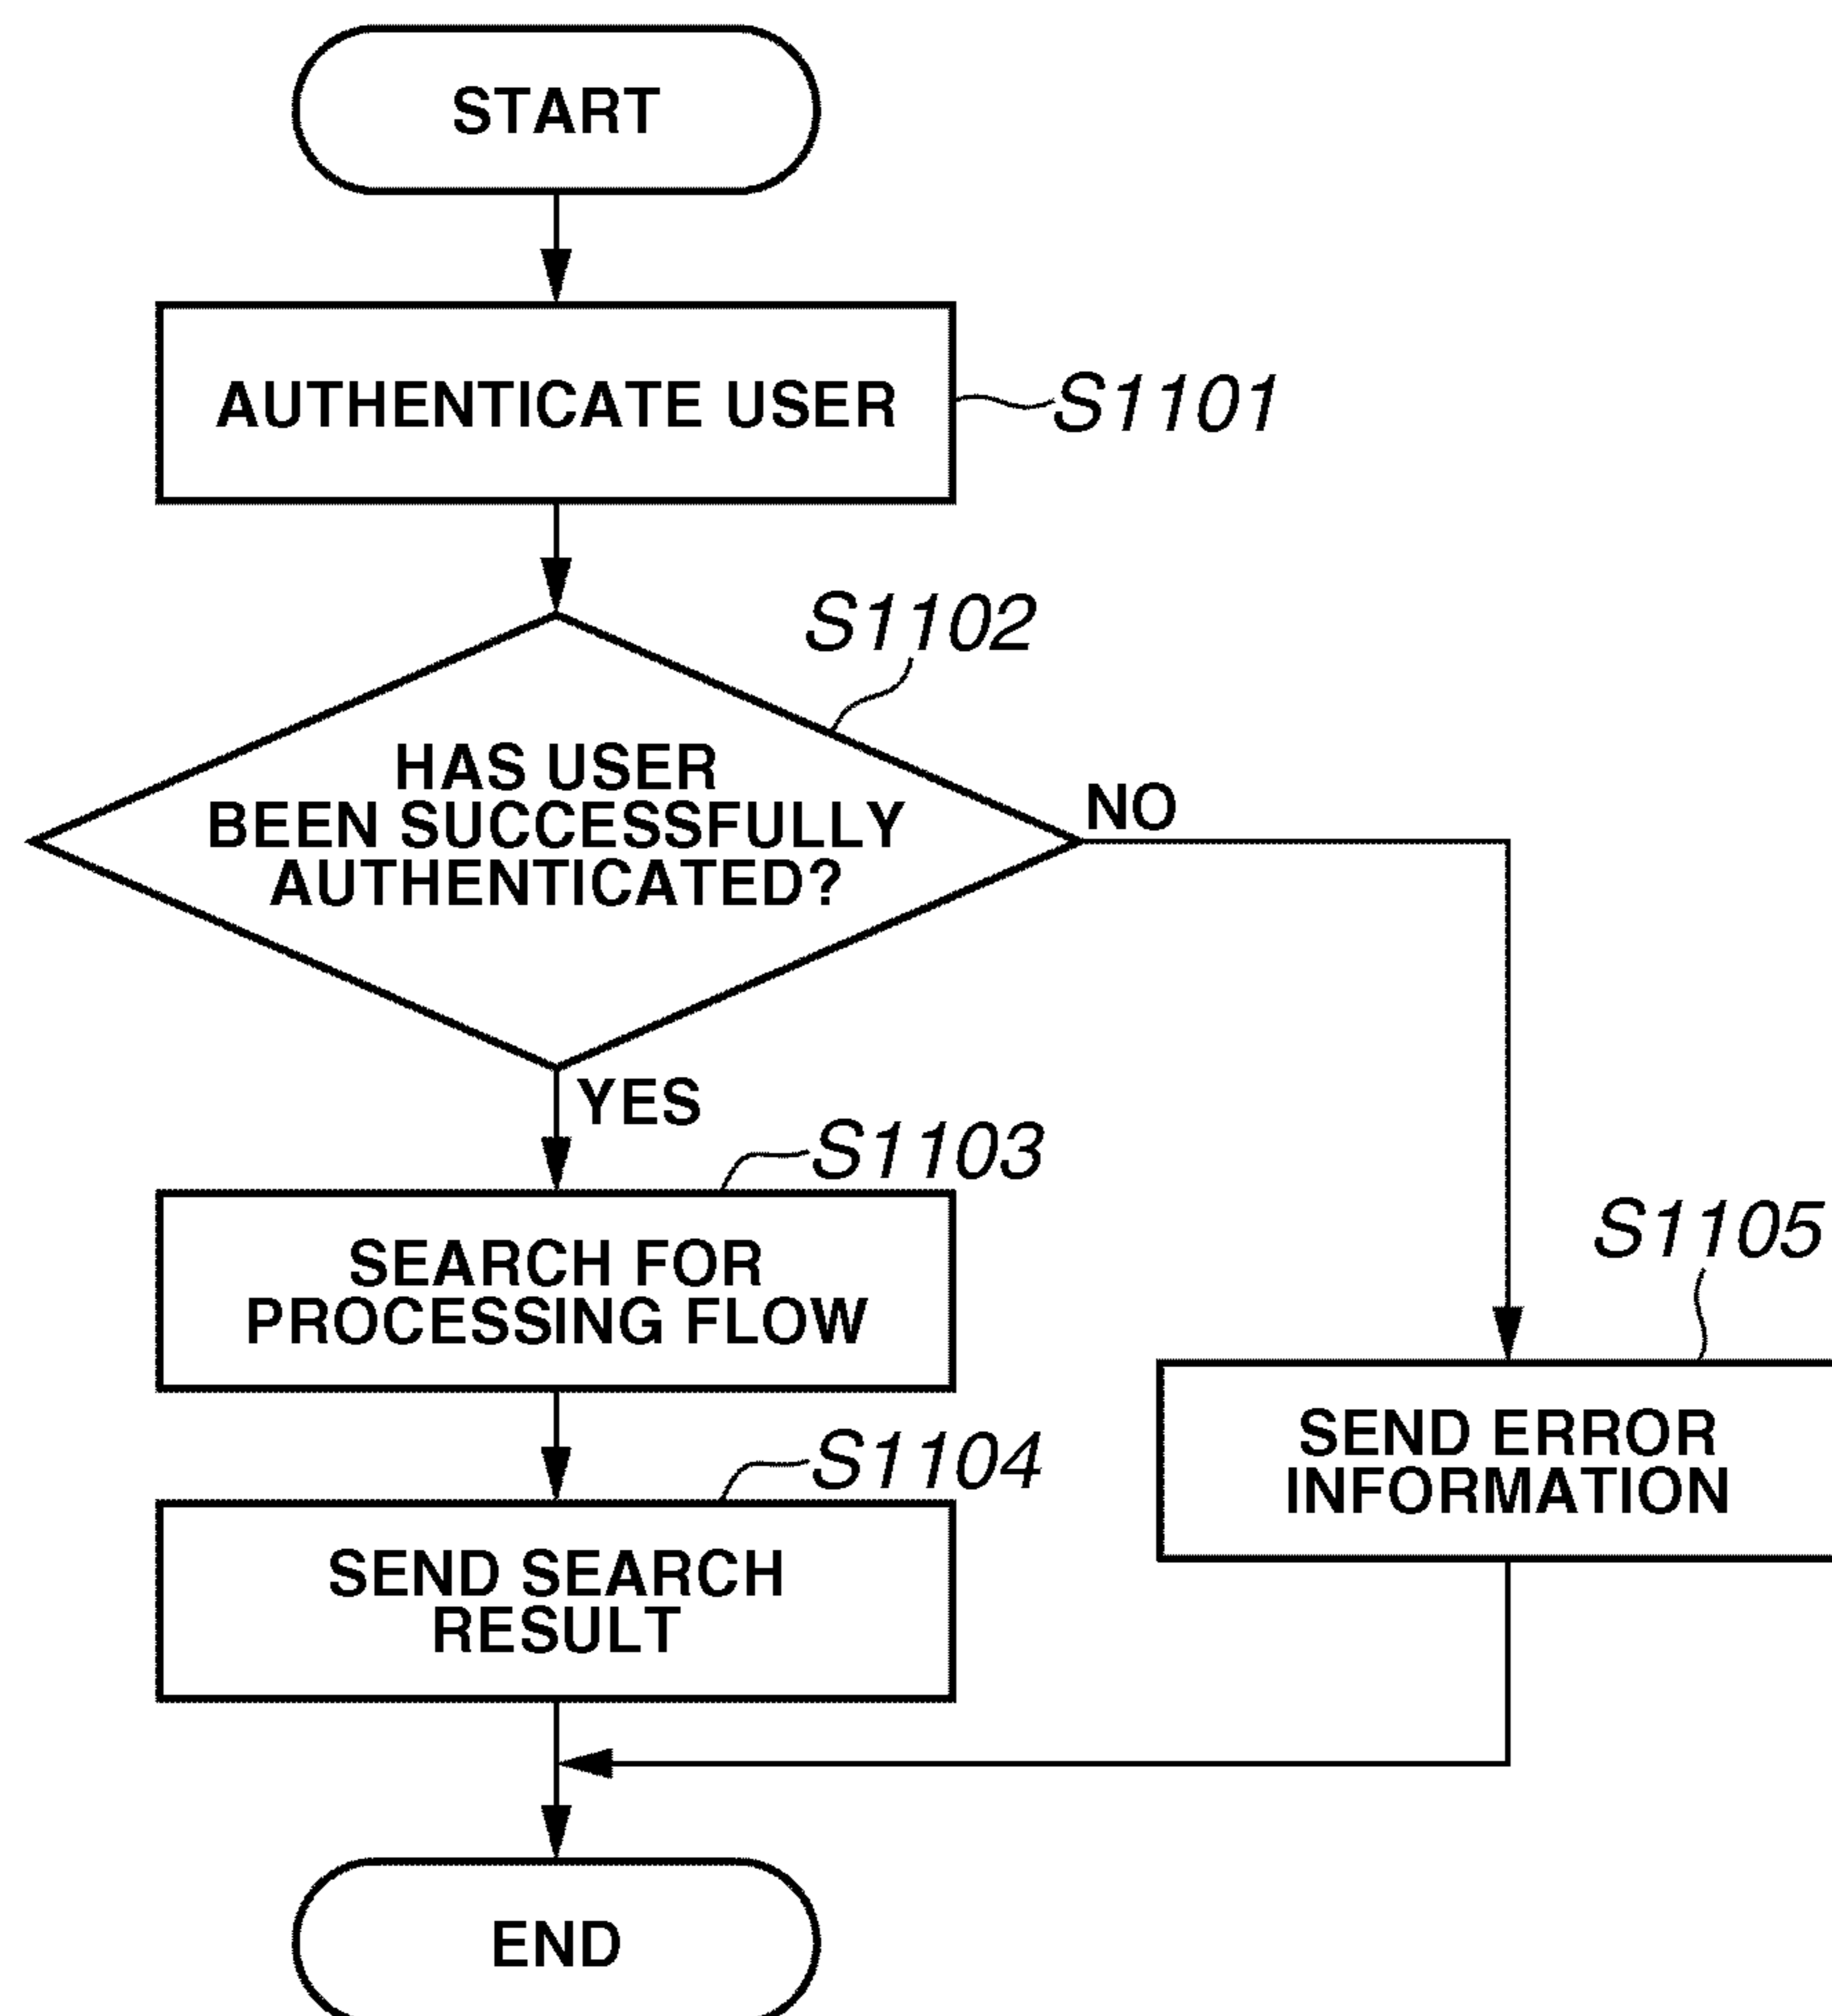 START
AUTHENTICATE USER
S1101
S1102
HAS USER
BEEN SUCCESSFULLY
AUTHENTICATED?
NO
YES
S1103
SEARCH FOR
PROCESSING FLOW
S1105
SEND ERROR
INFORMATION
S1104
SEND SEARCH
RESULT
END